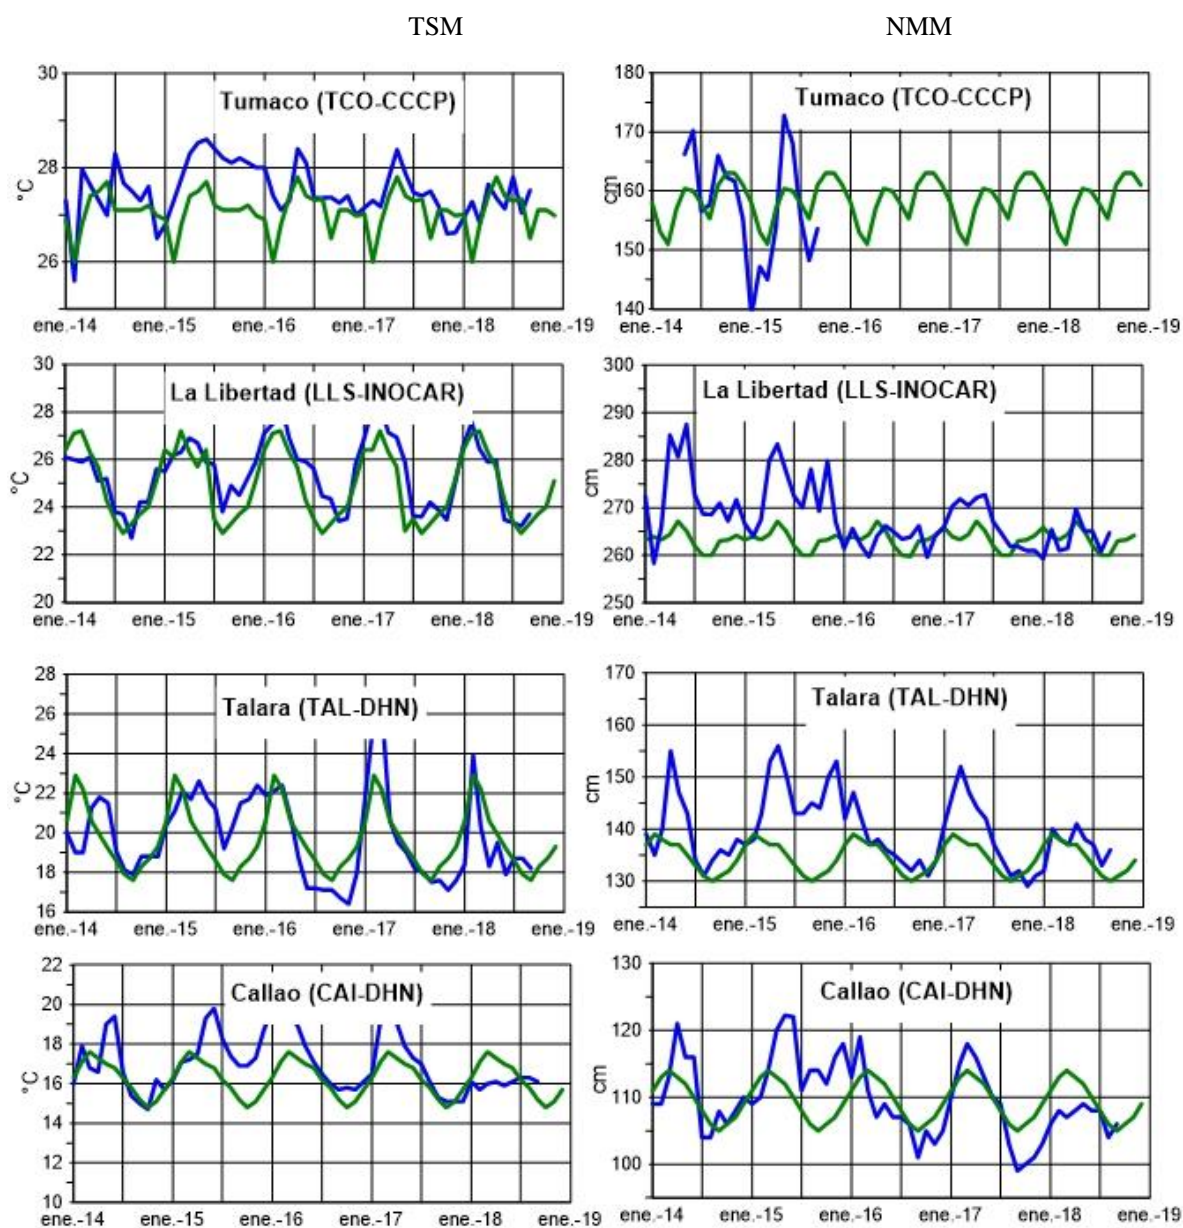 TSM NMM
30 180
Tumaco (TCO-CCCP) Tumaco (TCO-CCCP)
170
28
°C cm
160
150
26
140
ene.-14 ene.-15 ene.-16 ene.-17 ene.-18 ene.-19 ene.-14 ene.-15 ene.-16 ene.-17 ene.-18 ene.-19
30 300
La Libertad (LLS-INOCAR) La Libertad (LLS-INOCAR)
28 290
26 280
°C cm
24 270
22 260
20 250
ene.-14 ene.-15 ene.-16 ene.-17 ene.-18 ene.-19 ene.-14 ene.-15 ene.-16 ene.-17 ene.-18 ene.-19
28 170
Talara (TAL-DHN) Talara (TAL-DHN)
26 160
24
22 150
°C cm
20 140
18 130
16
ene.-14 ene.-15 ene.-16 ene.-17 ene.-18 ene.-19 ene.-14 ene.-15 ene.-16 ene.-17 ene.-18 ene.-19
22 130
Callao (CAI-DHN) Callao (CAI-DHN)
20 120
18
°C cm
16 110
14
12 100
10
ene.-14 ene.-15 ene.-16 ene.-17 ene.-18 ene.-19 ene.-14 ene.-15 ene.-16 ene.-17 ene.-18 ene.-19